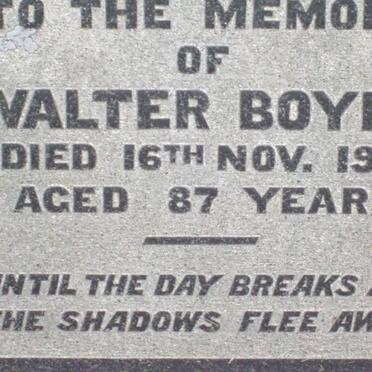 TO THE MEMOR
OF
WALTER BOY
DIED 16TH NOV. 19
AGED 87 YEAR
UNTIL THE DAY BREAKS
THE SHADOWS FLEE AW